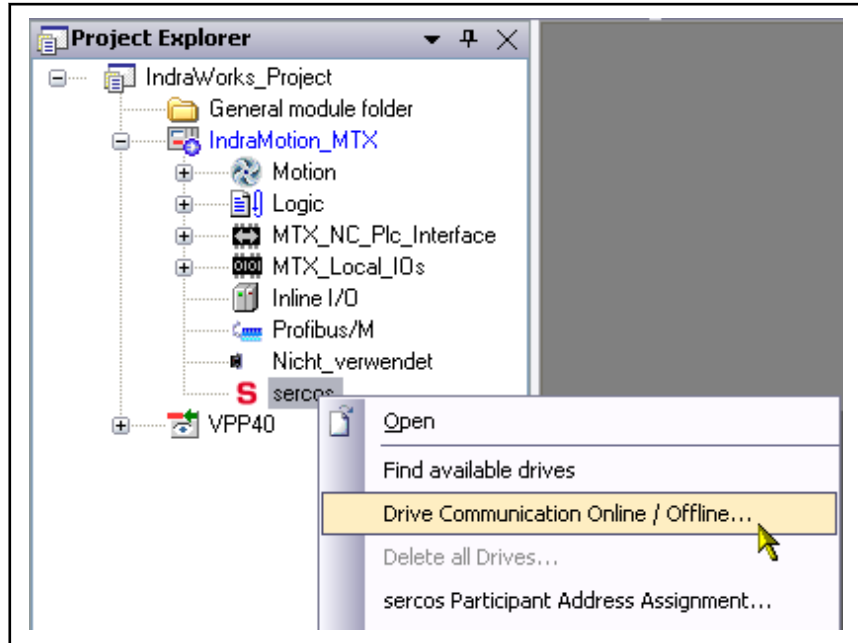 Project Explorer
IndraWorks_Project
General module folder
IndraMotion_MTX
Motion
Logic
MTX_NC_Plc_Interface
MTX_Local_IOs
Inline I/O
Profibus/M
Nicht_verwendet
S sercos
VPP40
Open
Find available drives
Drive Communication Online / Offline...
Delete all Drives...
sercos Participant Address Assignment...